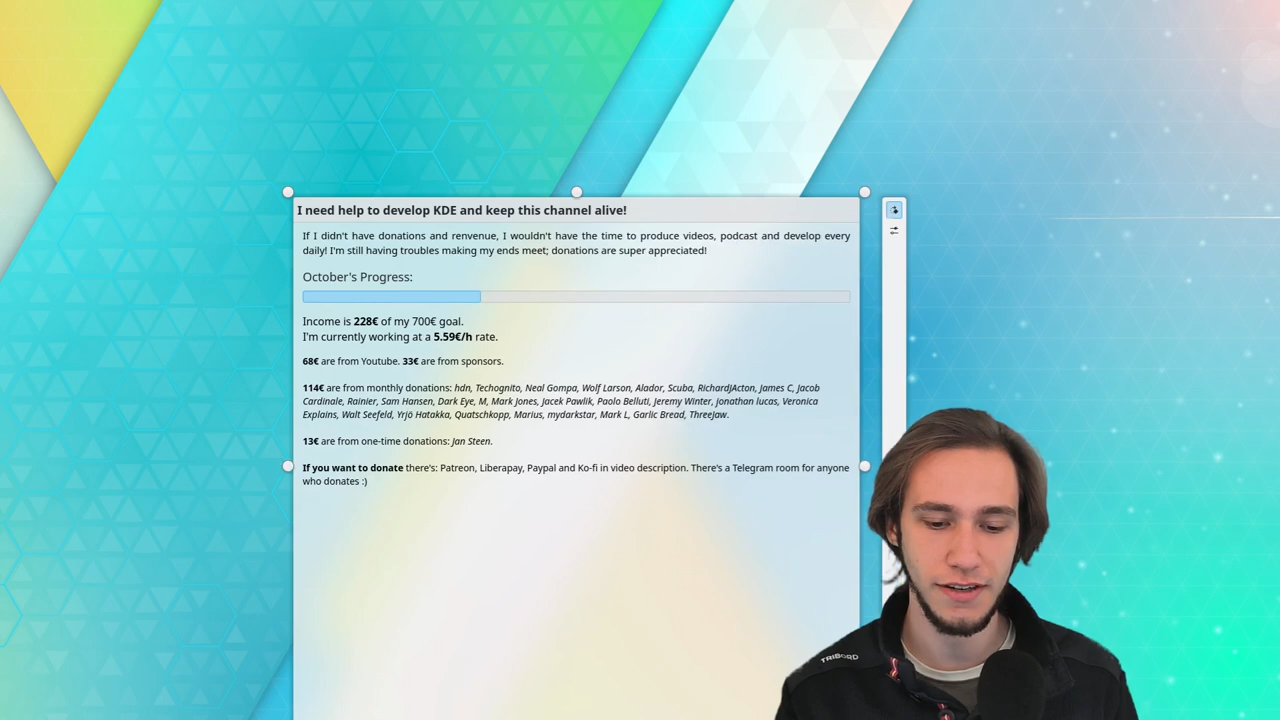 I need help to develop KDE and keep this channel alive!
If I didn't have donations and renvenue, I wouldn't have the time to produce videos, podcast and develop every
daily! I'm still having troubles making my ends meet; donations are super appreciated!
October's Progress:
Income is 228€ of my 700€ goal.
I'm currently working at a 5.59€/h rate.
68€ are from Youtube. 33€ are from sponsors.
114€ are from monthly donations: hdn, Techognito, Neal Gompa, Wolf Larson, Alador, Scuba, RichardJActon, James C, Jacob
Cardinale, Rainier, Sam Hansen, Dark Eye, M, Mark Jones, Jacek Pawlik, Paolo Belluti, Jeremy Winter, jonathan lucas, Veronica
Explains, Walt Seefeld, Yrjö Hatakka, Quatschkopp, Marius, mydarkstar, Mark L, Garlic Bread, ThreeJaw.
13€ are from one-time donations: Jan Steen.
If you want to donate there's: Patreon, Liberapay, Paypal and Ko-fi in video description. There's a Telegram room for anyone
who donates :)
TRIBORD